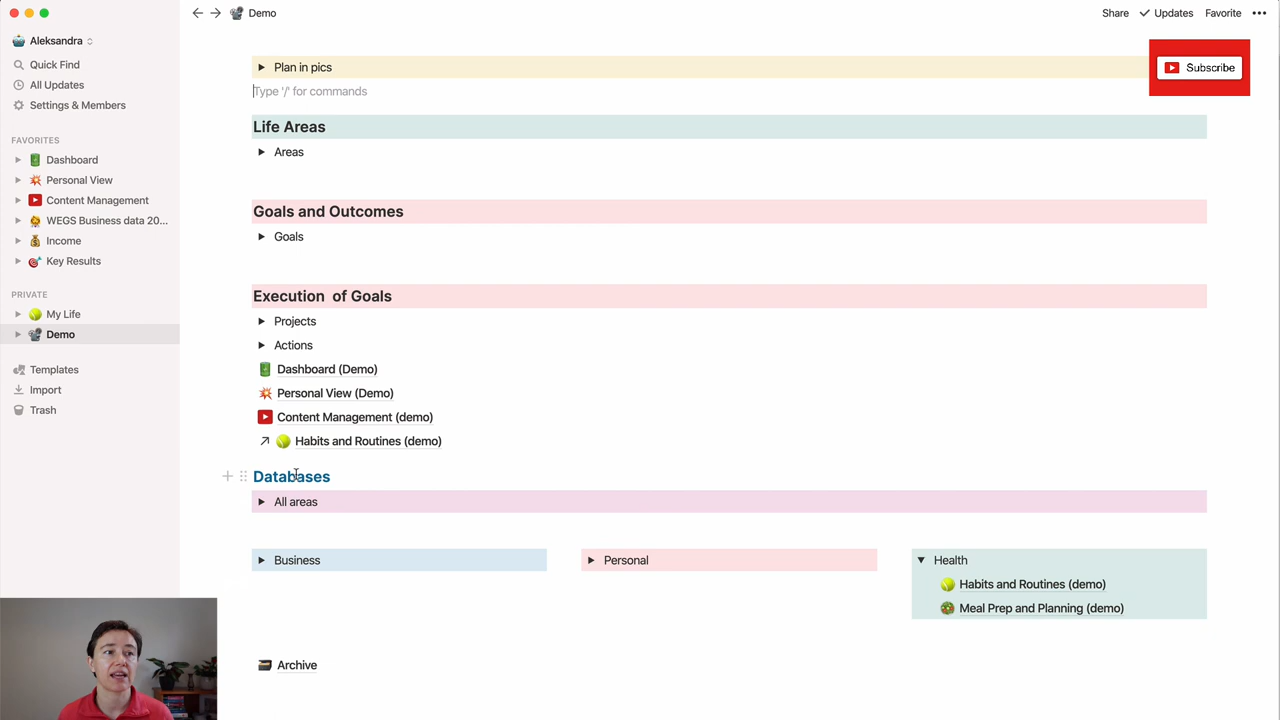 Demo
Share
Updates
Favorite
Aleksandra
Quick Find
All Updates
Settings & Members
FAVORITES
Dashboard
Personal View
Content Management
WEGS Business data 20...
Income
Key Results
PRIVATE
My Life
Demo
Templates
Import
Trash
Plan in pics
Type '/' for commands
Subscribe
Life Areas
Areas
Goals and Outcomes
Goals
Execution of Goals
Projects
Actions
Dashboard (Demo)
Personal View (Demo)
Content Management (demo)
Habits and Routines (demo)
Databases
All areas
Business
Personal
Health
Habits and Routines (demo)
Meal Prep and Planning (demo)
Archive